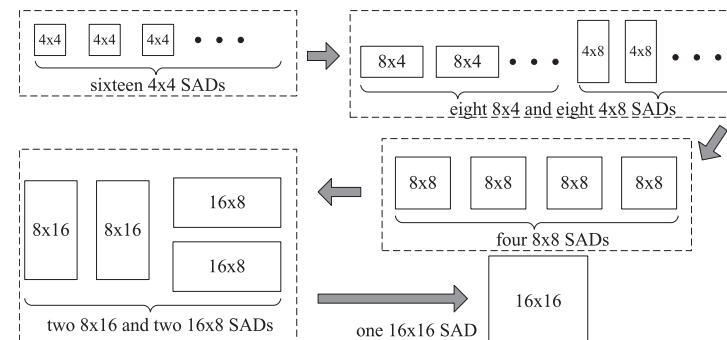 4x4 4x4 4x4 • • •
sixteen 4x4 SADs
8x4 8x4 • • • 4x8 4x8 • • • •
eight 8x4 and eight 4x8 SADs
8x8 8x8 8x8 8x8
four 8x8 SADs
8x16 8x16 16x8
16x8
two 8x16 and two 16x8 SADs
16x16
one 16x16 SAD